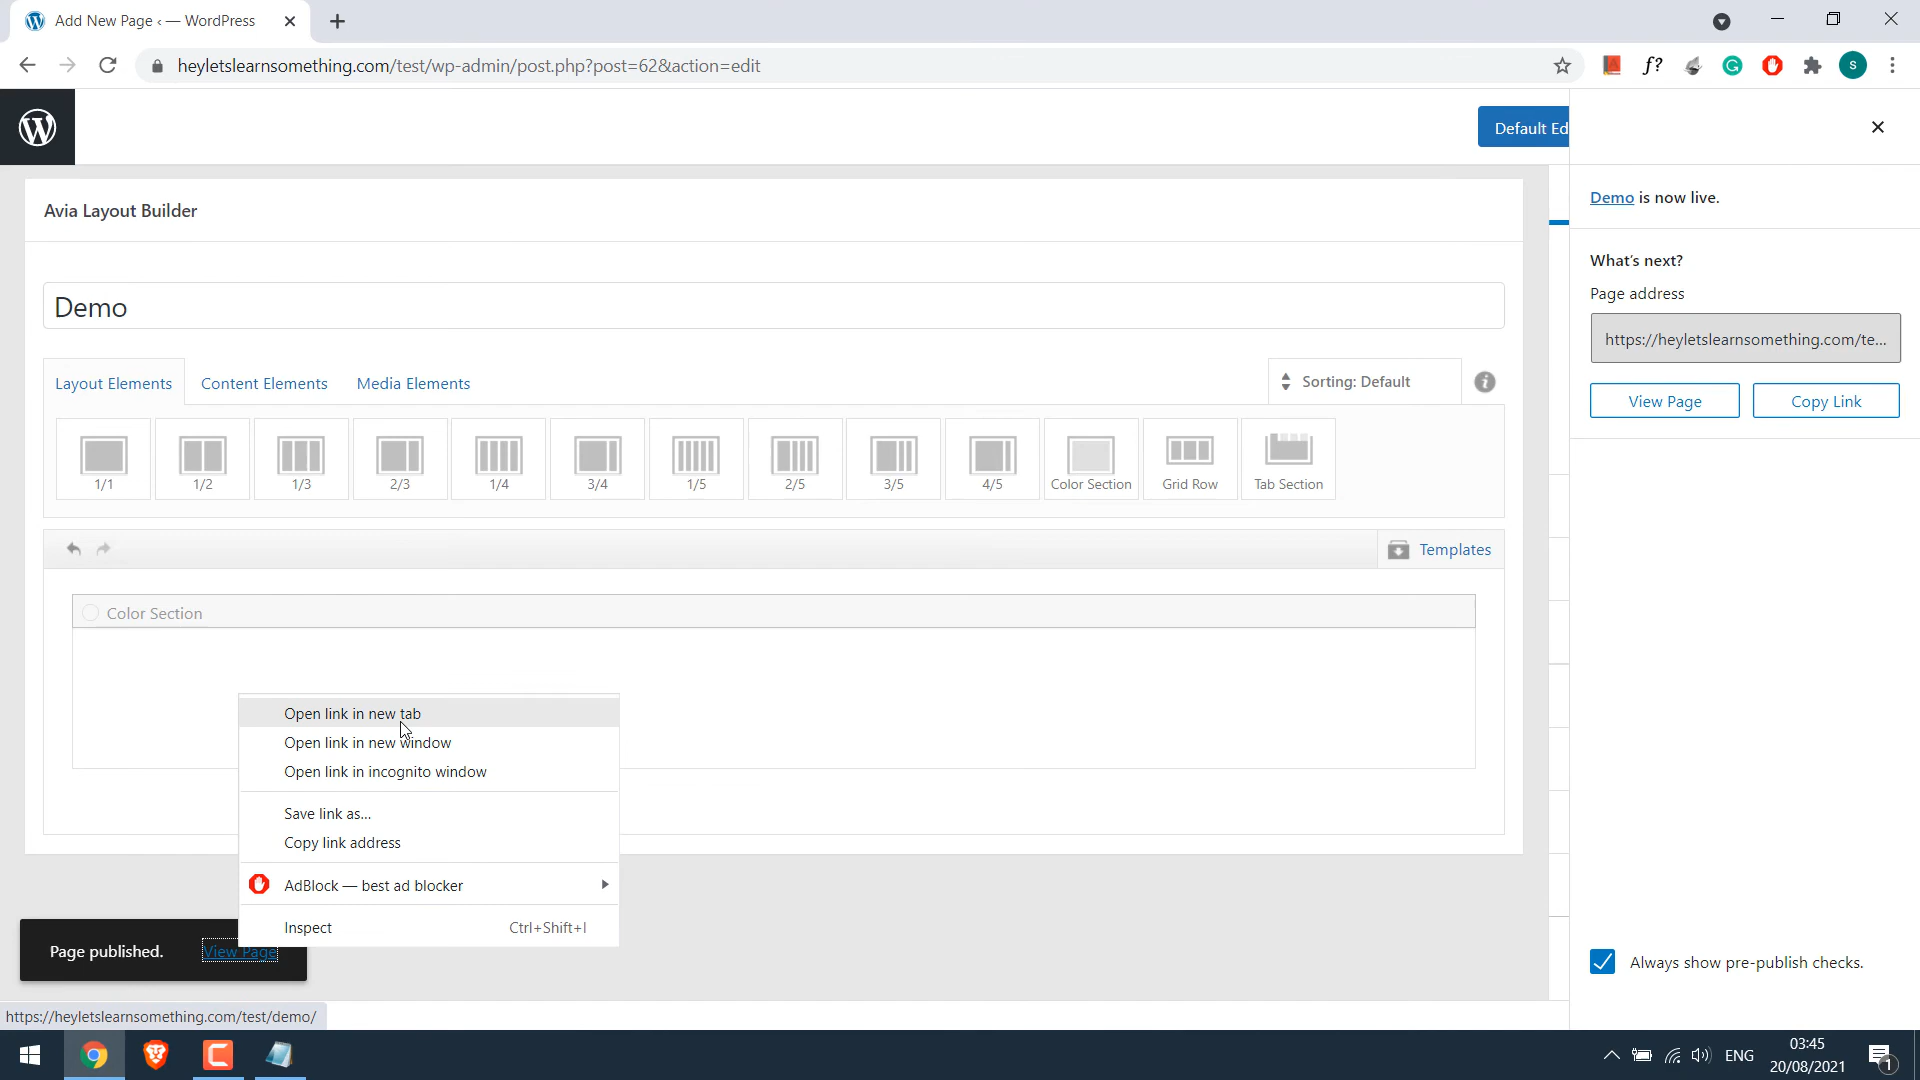 Add New Page ‹ — WordPress
heyletslearnsomething.com/test/wp-admin/post.php?post=62&action=edit
f?
S
Default Ed
Avia Layout Builder
Demo is now live.
What's next?
Page address
Demo
https://heyletslearnsomething.com/te...
Layout Elements Content Elements Media Elements
Sorting: Default
View Page
Copy Link
1/1 1/2 1/3 2/3 1/4 3/4 1/5 2/5 3/5 4/5 Color Section Grid Row Tab Section
Templates
Color Section
Open link in new tab
Open link in new window
Open link in incognito window
Save link as...
Copy link address
AdBlock — best ad blocker
Inspect Ctrl+Shift+I
Page published. View Page
Always show pre-publish checks.
https://heyletslearnsomething.com/test/demo/
ENG
03:45
20/08/2021
1